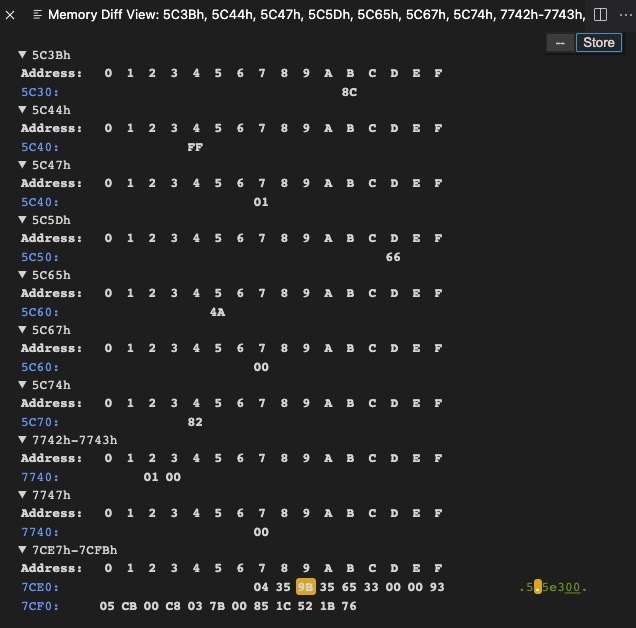 Memory Diff View: 5C3Bh, 5C44h, 5C47h, 5C5Dh, 5C65h, 5C67h, 5C74h, 7742h-7743h,
-- Store
5C3Bh
Address: 0 1 2 3 4 5 6 7 8 9 A B C D E F
5C30: 8C
5C44h
Address: 0 1 2 3 4 5 6 7 8 9 A B C D E F
5C40: FF
5C47h
Address: 0 1 2 3 4 5 6 7 8 9 A B C D E F
5C40: 01
5C5Dh
Address: 0 1 2 3 4 5 6 7 8 9 A B C D E F
5C50: 66
5C65h
Address: 0 1 2 3 4 5 6 7 8 9 A B C D E F
5C60: 4A
5C67h
Address: 0 1 2 3 4 5 6 7 8 9 A B C D E F
5C60: 00
5C74h
Address: 0 1 2 3 4 5 6 7 8 9 A B C D E F
5C70: 82
7742h-7743h
Address: 0 1 2 3 4 5 6 7 8 9 A B C D E F
7740: 01 00
7747h
Address: 0 1 2 3 4 5 6 7 8 9 A B C D E F
7740: 00
7CE7h-7CFBh
Address: 0 1 2 3 4 5 6 7 8 9 A B C D E F
7CE0: 04 35 9B 35 65 33 00 00 93 .5.5e300.
7CF0: 05 CB 00 C8 03 7B 00 85 1C 52 1B 76